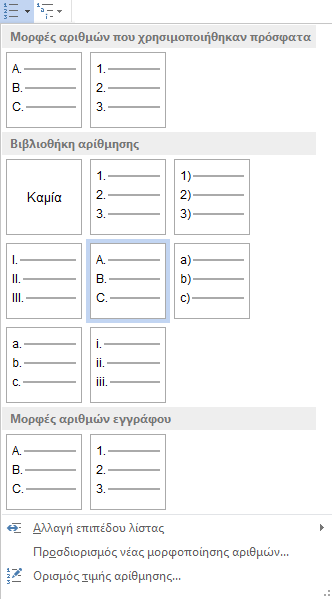 Μορφές αριθμών που χρησιμοποιήθηκαν πρόσφατα
A. 1.
B. 2.
C. 3.
Βιβλιοθήκη αρίθμησης
Καμία
1. 1)
2. 2)
3. 3)
I. A. a)
II. B. b)
III. C. c)
a. i.
b. ii.
c. iii.
Μορφές αριθμών εγγράφου
A. 1.
B. 2.
C. 3.
Αλλαγή επιπέδου λίστας
Προσδιορισμός νέας μορφοποίησης αριθμών...
Ορισμός τιμής αρίθμησης...